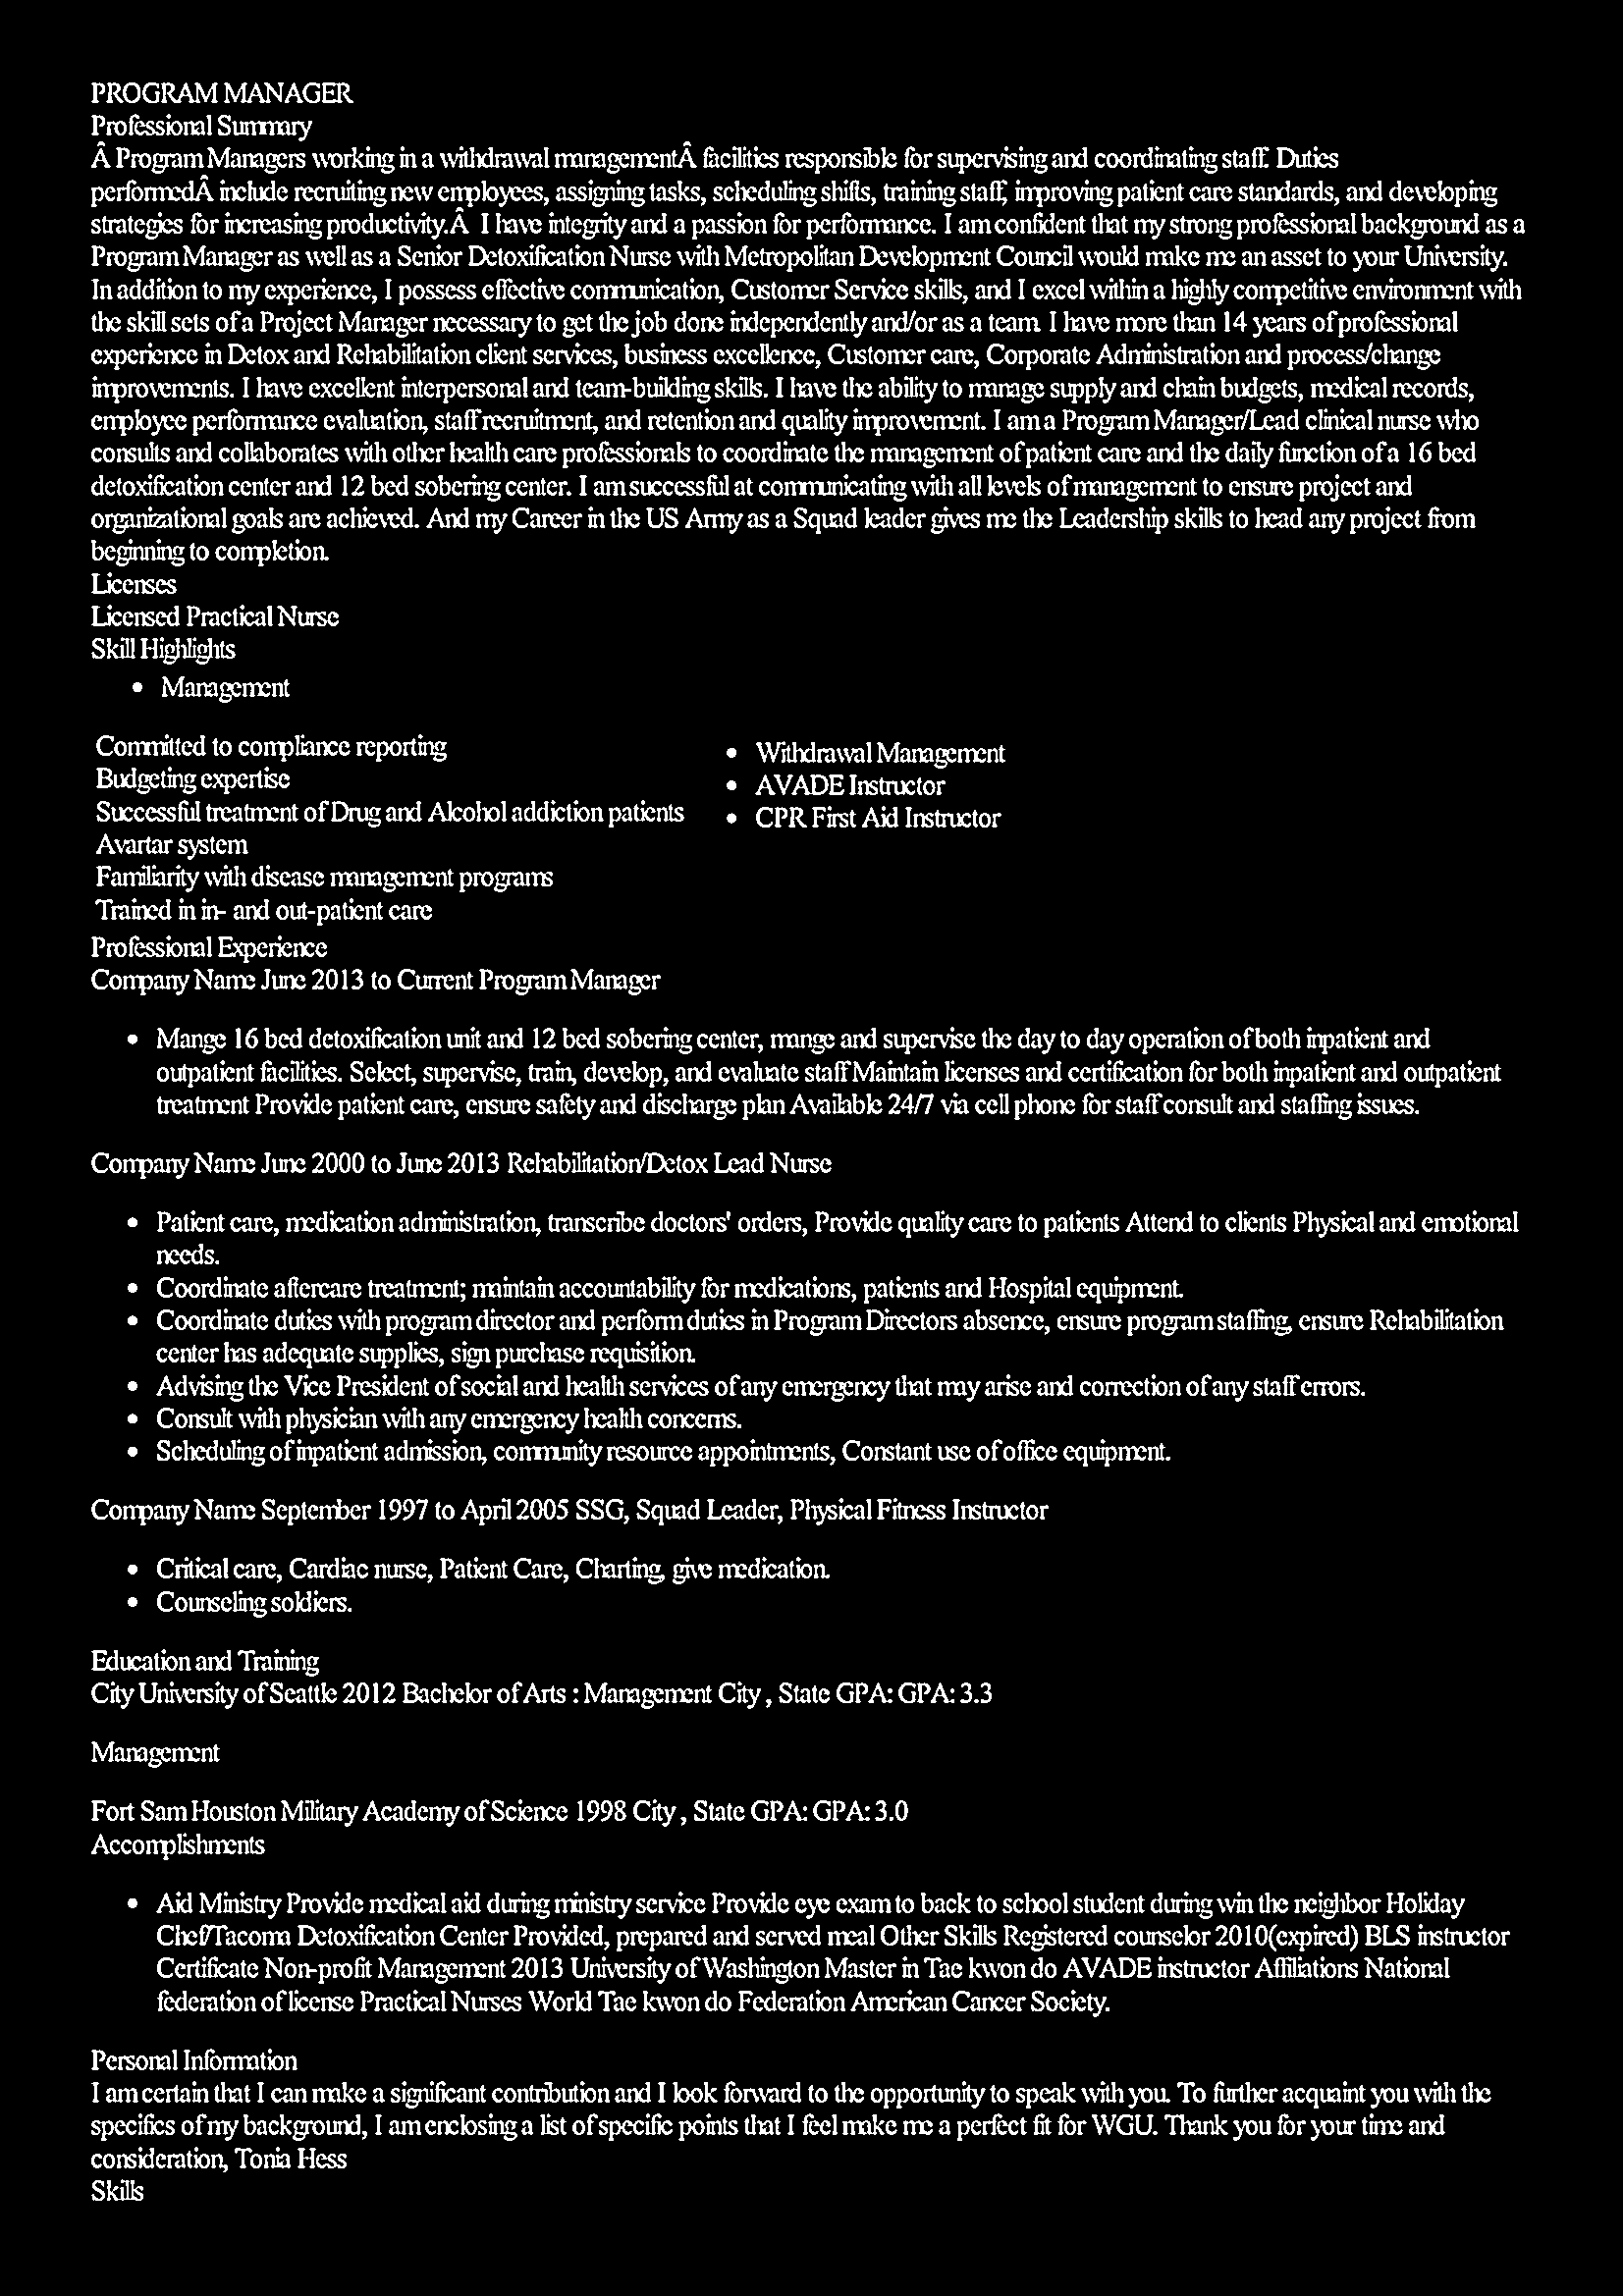 PROGRAM MANAGER
Professional Summary
Â Program Managers working in a withdrawal managementÂ facilities responsible for supervising and coordinating staff. Duties
performedÂ include recruiting new employees, assigning tasks, scheduling shifts, training staff, improving patient care standards, and developing
strategies for increasing productivity.Â  I have integrity and a passion for performance. I am confident that my strong professional background as a
Program Manager as well as a Senior Detoxification Nurse with Metropolitan Development Council would make me an asset to your University.
In addition to my experience, I possess effective communication, Customer Service skills, and I excel within a highly competitive environment with
the skill sets of a Project Manager necessary to get the job done independently and/or as a team. I have more than 14 years of professional
experience in Detox and Rehabilitation client services, business excellence, Customer care, Corporate Administration and process/change
improvements. I have excellent interpersonal and team-building skills. I have the ability to manage supply and chain budgets, medical records,
employee performance evaluation, staff recruitment, and retention and quality improvement. I am a Program Manager/Lead clinical nurse who
consults and collaborates with other health care professionals to coordinate the management of patient care and the daily function of a 16 bed
detoxification center and 12 bed sobering center. I am successful at communicating with all levels of management to ensure project and
organizational goals are achieved. And my Career in the US Army as a Squad leader gives me the Leadership skills to head any project from
beginning to completion.
Licenses
Licensed Practical Nurse
Skill Highlights
• Management
Committed to compliance reporting
Budgeting expertise
Successful treatment of Drug and Alcohol addiction patients
Avartar system
Familiarity with disease management programs
Trained in in- and out-patient care
• Withdrawal Management
• AVADE Instructor
• CPR First Aid Instructor
Professional Experience
Company Name June 2013 to Current Program Manager
• Mange 16 bed detoxification unit and 12 bed sobering center, mange and supervise the day to day operation of both inpatient and
outpatient facilities. Select, supervise, train, develop, and evaluate staff Maintain licenses and certification for both inpatient and outpatient
treatment Provide patient care, ensure safety and discharge plan Available 24/7 via cell phone for staff consult and staffing issues.
Company Name June 2000 to June 2013 Rehabilitation/Detox Lead Nurse
• Patient care, medication administration, transcribe doctors' orders, Provide quality care to patients Attend to clients Physical and emotional
needs.
• Coordinate aftercare treatment; maintain accountability for medications, patients and Hospital equipment.
• Coordinate duties with program director and perform duties in Program Directors absence, ensure program staffing, ensure Rehabilitation
center has adequate supplies, sign purchase requisition.
• Advising the Vice President of social and health services of any emergency that may arise and correction of any staff errors.
• Consult with physician with any emergency health concerns.
• Scheduling of inpatient admission, community resource appointments, Constant use of office equipment.
Company Name September 1997 to April 2005 SSG, Squad Leader, Physical Fitness Instructor
• Critical care, Cardiac nurse, Patient Care, Charting, give medication.
• Counseling soldiers.
Education and Training
City University of Seattle 2012 Bachelor of Arts : Management City , State GPA: GPA: 3.3
Management
Fort Sam Houston Military Academy of Science 1998 City , State GPA: GPA: 3.0
Accomplishments
• Aid Ministry Provide medical aid during ministry service Provide eye exam to back to school student during win the neighbor Holiday
Chef/Tacoma Detoxification Center Provided, prepared and served meal Other Skills Registered counselor 2010(expired) BLS instructor
Certificate Non-profit Management 2013 University of Washington Master in Tae kwon do AVADE instructor Affiliations National
federation of license Practical Nurses World Tae kwon do Federation American Cancer Society.
Personal Information
I am certain that I can make a significant contribution and I look forward to the opportunity to speak with you. To further acquaint you with the
specifics of my background, I am enclosing a list of specific points that I feel make me a perfect fit for WGU. Thank you for your time and
consideration, Tonia Hess
Skills